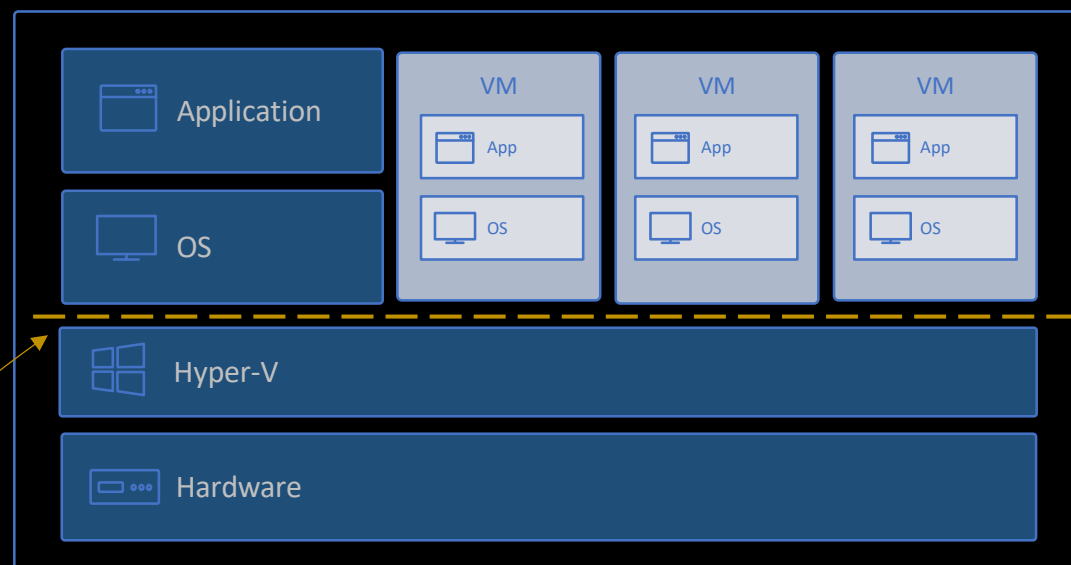 Application
OS
VM
App
OS
VM
App
OS
VM
App
OS
Hyper-V
Hardware